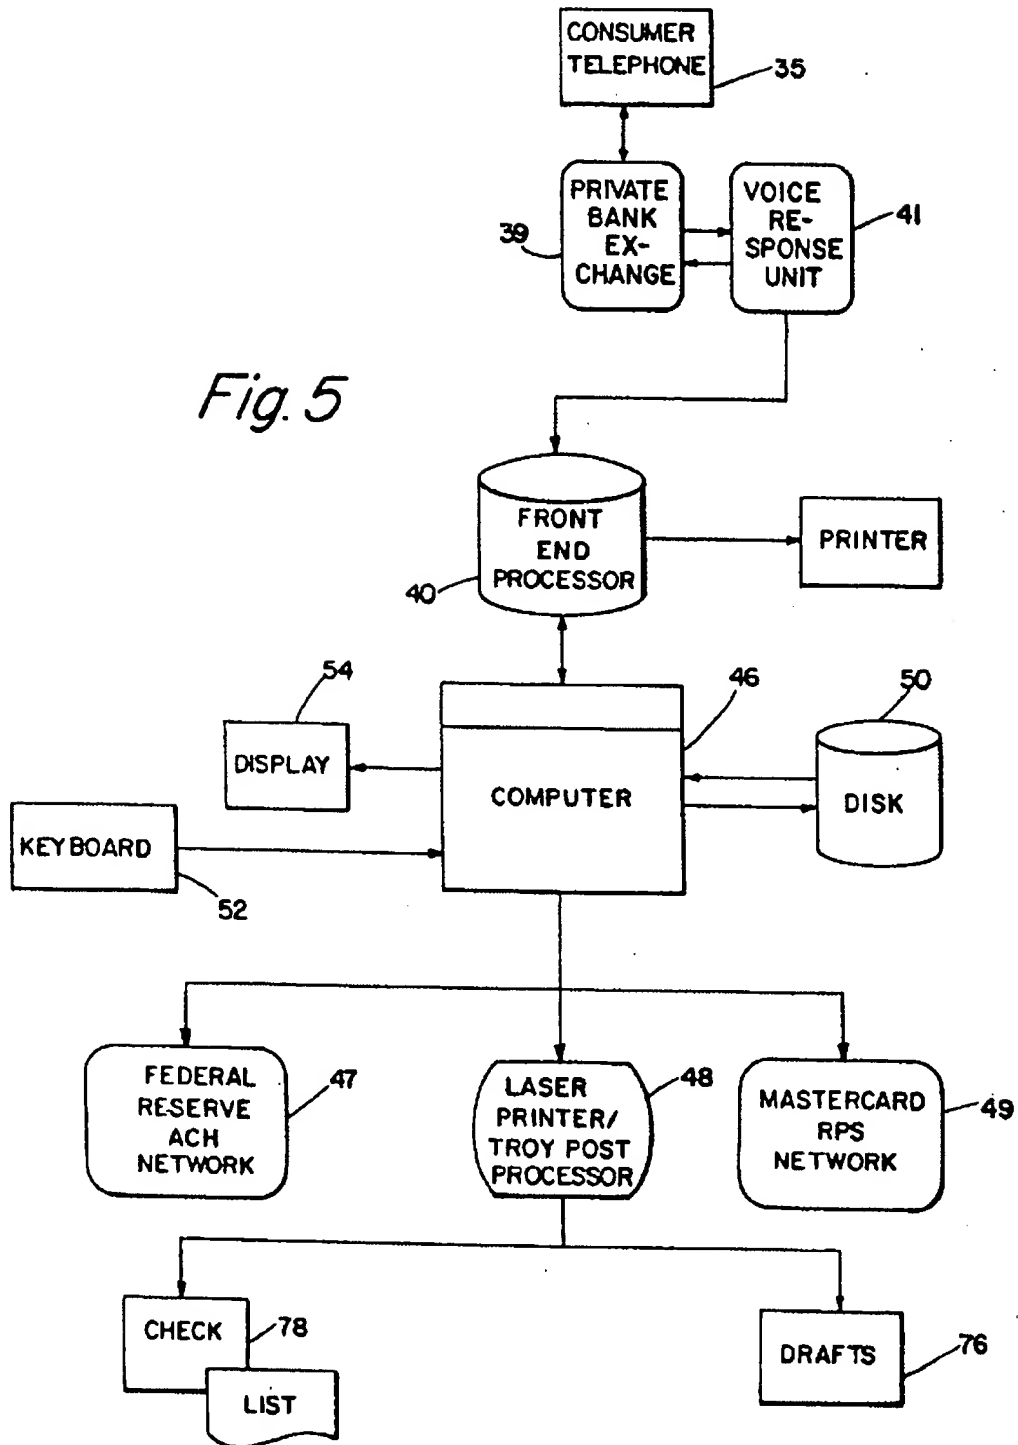 CONSUMER
TELEPHONE
35
PRIVATE
BANK
EX-
CHANGE
39
VOICE
RE-
SPONSE
UNIT
41
Fig. 5
FRONT
END
PROCESSOR
40
PRINTER
54
DISPLAY
46
COMPUTER
50
DISK
KEYBOARD
52
FEDERAL
RESERVE
ACH
NETWORK
47
LASER
PRINTER/
TROY POST
PROCESSOR
48
MASTERCARD
RPS
NETWORK
49
CHECK
78
LIST
DRAFTS
76